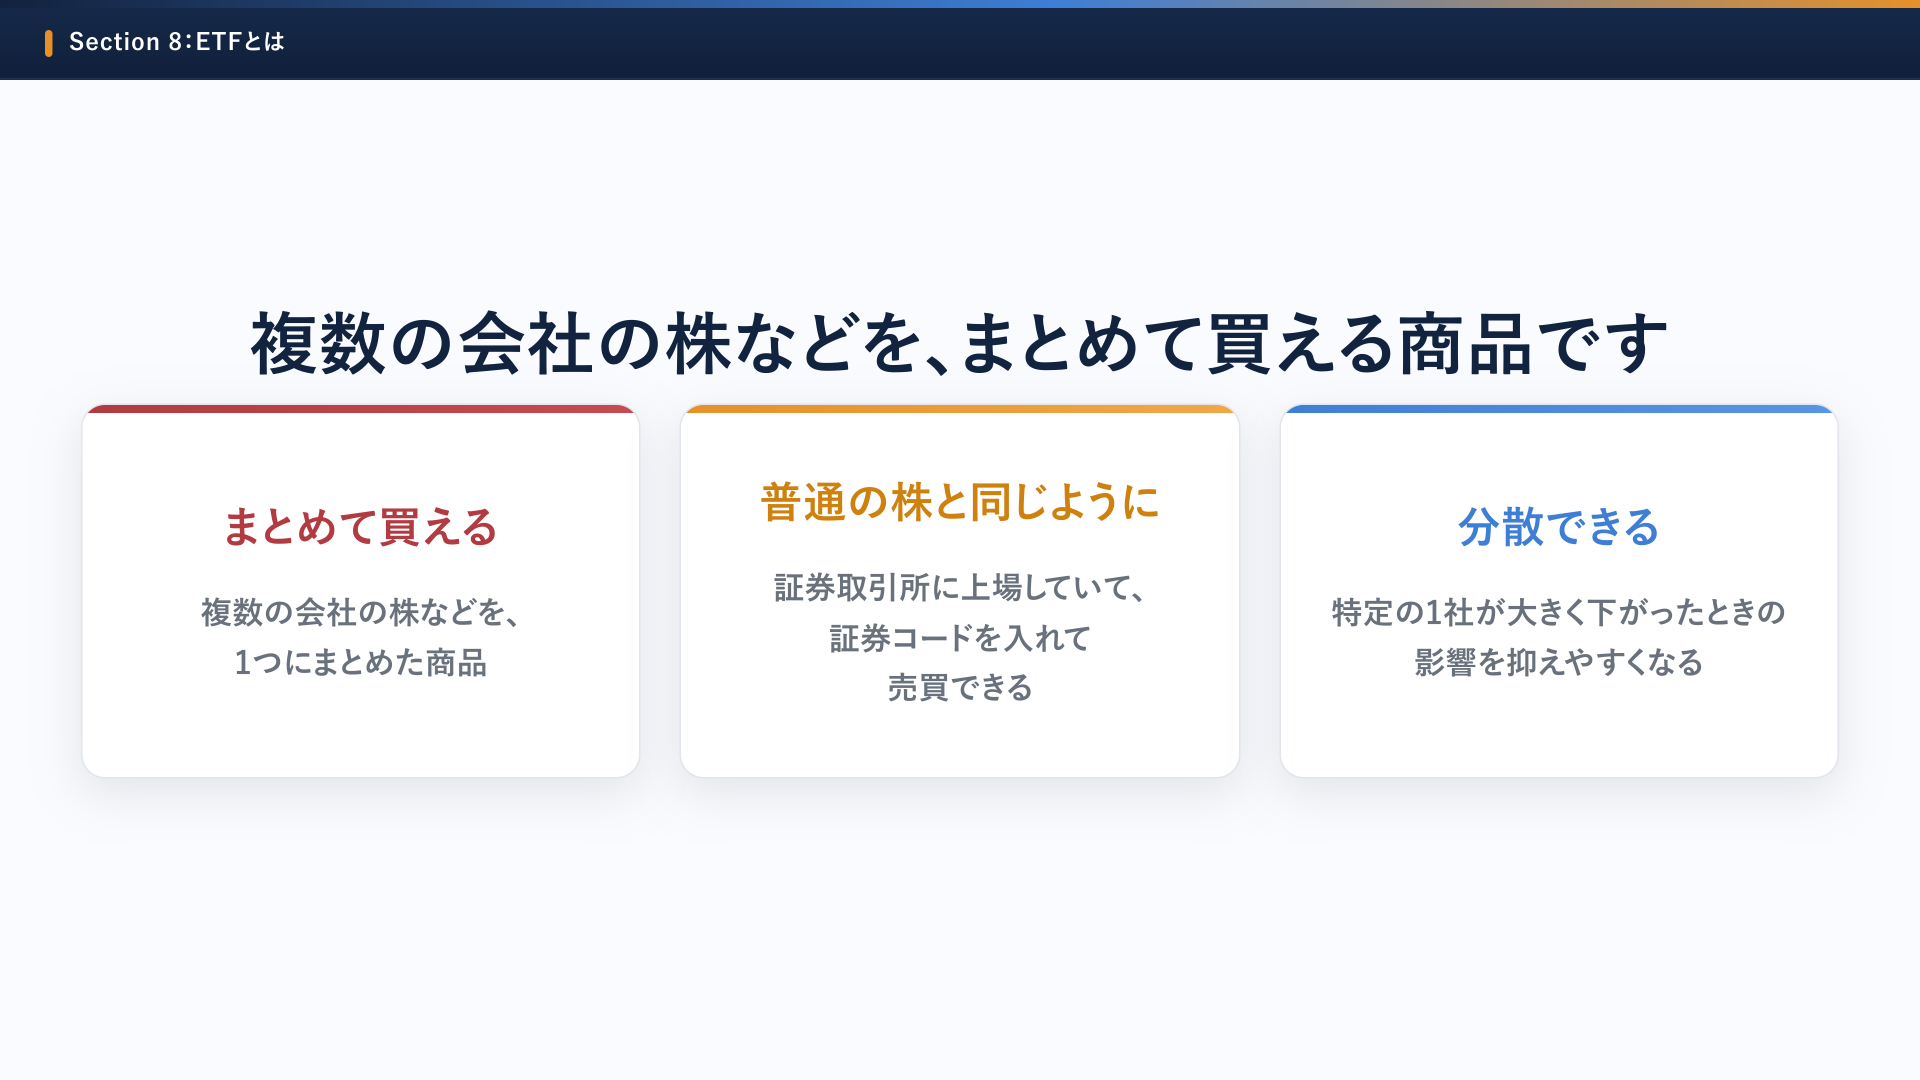 Section 8：ETFとは
複数の会社の株などを、まとめて買える商品です
まとめて買える
複数の会社の株などを、
1つにまとめた商品
普通の株と同じように
証券取引所に上場していて、
証券コードを入れて
売買できる
分散できる
特定の1社が大きく下がったときの
影響を抑えやすくなる